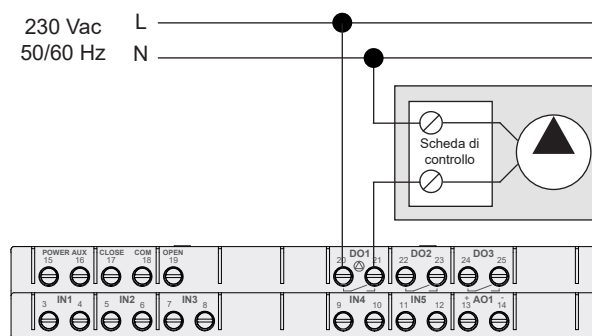 230 Vac L
50/60 Hz N
Scheda di
controllo
POWER AUX CLOSE COM OPEN DO1 DO2 DO3
15 16 17 18 19 20 21 22 23 24 25
IN1 IN2 IN3 IN4 IN5 + AO1 -
3 4 5 6 7 8 9 10 11 12 13 14